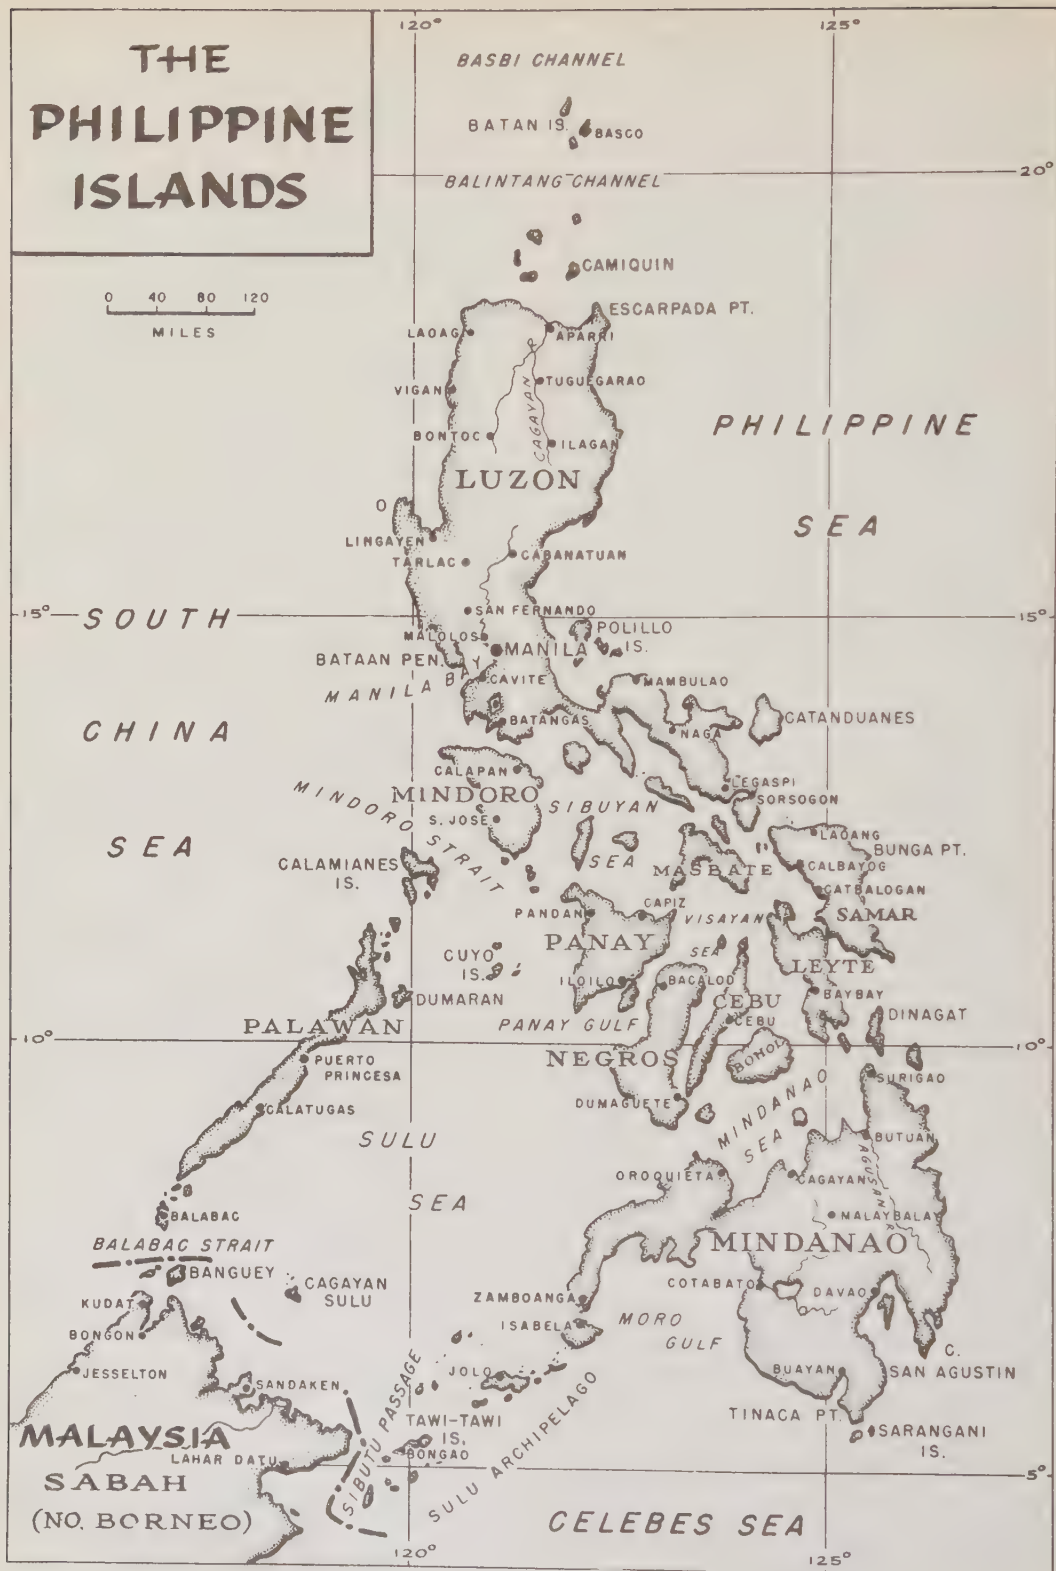 THE
PHILIPPINE
ISLANDS
120°
125°
BASBI CHANNEL
BATAN IS.
BASCO
20°
BALINTANG CHANNEL
CAMIQUIN
0 40 80 120
MILES
ESCARPADA PT.
LAOAG
APARRI
VIGAN
TUGUEGARAO
CAGAYAN R
BONTOC
ILAGAN
PHILIPPINE
SEA
LUZON
O
LINGAYEN
TARLAC
CABANATUAN
15°
SOUTH
CHINA
SEA
SAN FERNANDO
15°
MALOLOS
POLILLO
IS.
BATAAN PEN.
MANILA
MANILA BAY
CAVITE
MAMBULAO
BATANGAS
NAGA
CATANDUANES
CALAPAN
LEGASPI
MINDORO
SIBUYAN
SEA
SORSOGON
S. JOSE
MINDORO STRAIT
LAOANG
BUNGA PT.
CALAMIANES
IS.
MASBATE
CALBAYOG
CATBALOGAN
PANDAN
CAPIZ
VISAYAN
SEA
SAMAR
PANAY
CUYO
IS.
LEYTE
ILOILO
BACALOD
CEBU
BAYBAY
DUMARAN
PALAWAN
PANAY GULF
CEBU
DINAGAT
10°
NEGROS
BOHOL
10°
PUERTO
PRINCESA
SURIGAO
CALATUGAS
DUMAGUETE
MINDANAO
SEA
SULU
SEA
BUTUAN
AGUSAN R
OROQUIETA
CAGAYAN
BALABAC
MALAYBALAY
BALABAC STRAIT
MINDANAO
BANGUEY
CAGAYAN
SULU
COTABATO
DAVAO
KUDAT
ZAMBOANGA
ISABELA
MORO
GULF
BONGON
C.
SAN AGUSTIN
JESSELTON
JOLO
BUAYAN
SANDAKEN
SIBUTU PASSAGE
TAWI-TAWI
IS.
SULU ARCHIPELAGO
TINACA PT.
SARANGANI
IS.
MALAYSIA
BONGAO
LAHAR DATU
SABAH
(NO. BORNEO)
5°
CELEBES SEA
120°
125°